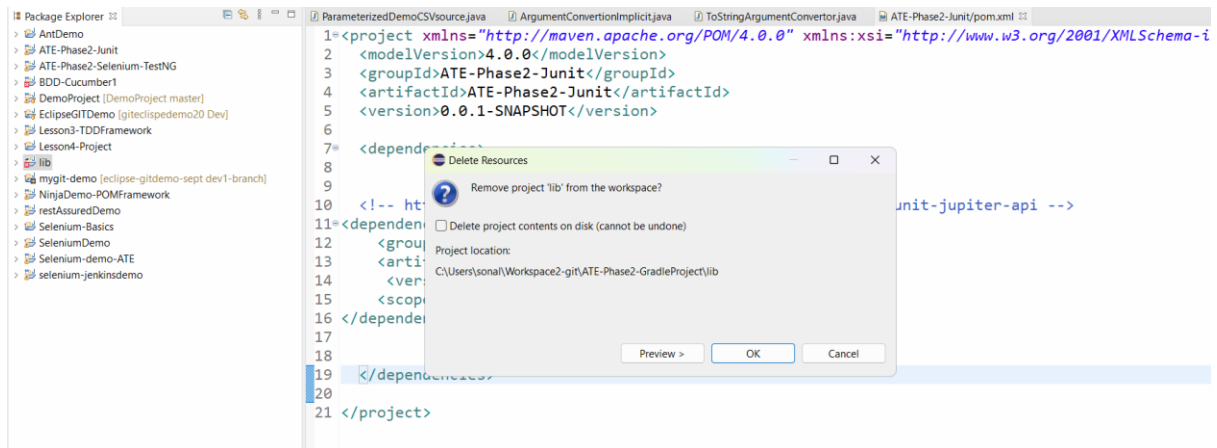 Package Explorer
AntDemo
ATE-Phase2-Junit
ATE-Phase2-Selenium-TestNG
BDD-Cucumber1
DemoProject [DemoProject master]
EclipseGITDemo [giteclispedemo20 Dev]
Lesson3-TDDFramework
Lesson4-Project
lib
mygit-demo [eclipse-gitdemo-sept dev1-branch]
NinjaDemo-POMFramework
restAssuredDemo
Selenium-Basics
SeleniumDemo
Selenium-demo-ATE
selenium-jenkinsdemo
ParameterizedDemoCSVsource.java ArgumentConvertionImplicit.java ToStringArgumentConvertor.java ATE-Phase2-Junit/pom.xml
1 <project xmlns="http://maven.apache.org/POM/4.0.0" xmlns:xsi="http://www.w3.org/2001/XMLSchema-i
2 <modelVersion>4.0.0</modelVersion>
3 <groupId>ATE-Phase2-Junit</groupId>
4 <artifactId>ATE-Phase2-Junit</artifactId>
5 <version>0.0.1-SNAPSHOT</version>
6
7 <dependencies>
8
9
10 <!-- ht unit-jupiter-api -->
11 <dependen
12 <grou
13 <arti
14 <ver
15 <scop
16 </depende
17
18
19 </dependencies>
20
21 </project>
Delete Resources
Remove project 'lib' from the workspace?
Delete project contents on disk (cannot be undone)
Project location:
C:\Users\sonal\Workspace2-git\ATE-Phase2-GradleProject\lib
Preview > OK Cancel